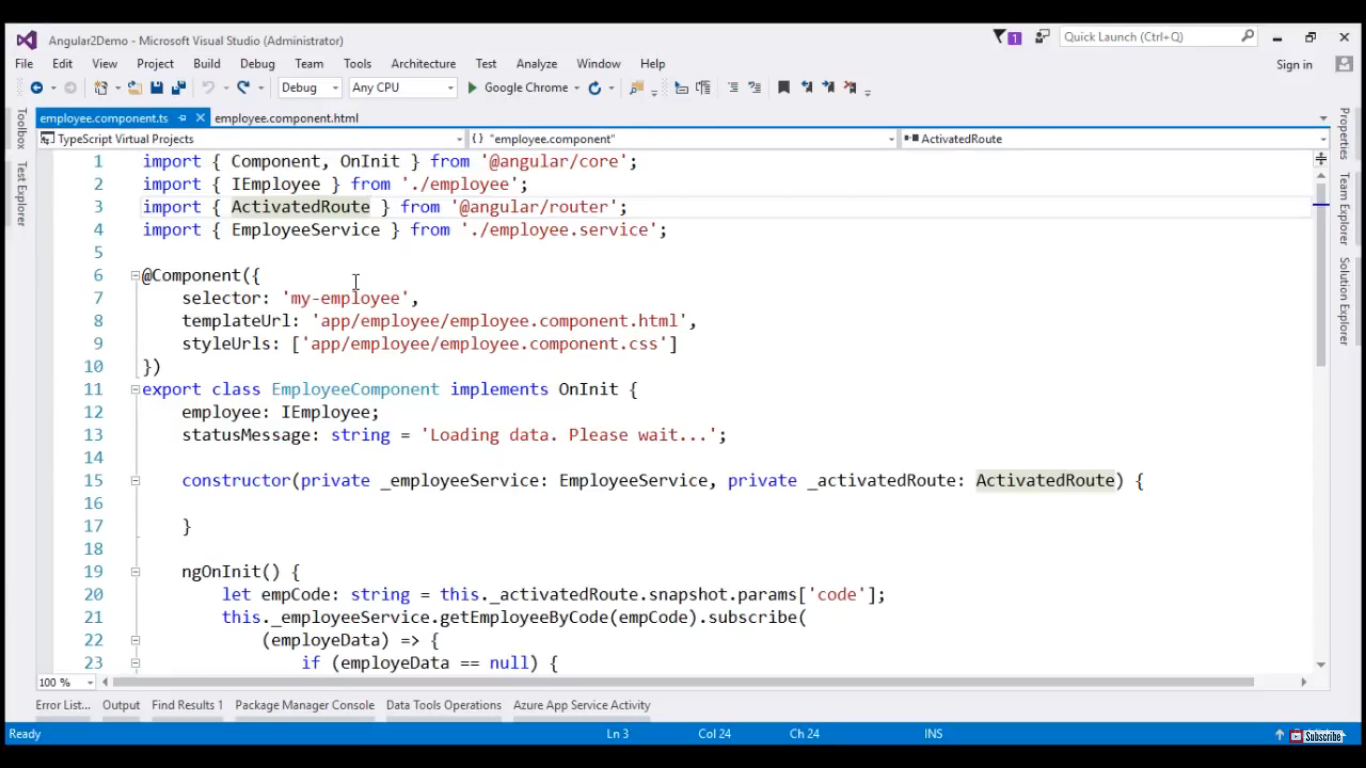 Angular2Demo - Microsoft Visual Studio (Administrator)
1
Quick Launch (Ctrl+Q)
File Edit View Project Build Debug Team Tools Architecture Test Analyze Window Help
Sign in
Debug Any CPU Google Chrome
employee.component.ts employee.component.html
TypeScript Virtual Projects {} "employee.component" ActivatedRoute
Toolbox
Test Explorer
1 import { Component, OnInit } from '@angular/core';
2 import { IEmployee } from './employee';
3 import { ActivatedRoute } from '@angular/router';
4 import { EmployeeService } from './employee.service';
5
6 @Component({
7 selector: 'my-employee',
8 templateUrl: 'app/employee/employee.component.html',
9 styleUrls: ['app/employee/employee.component.css']
10 })
11 export class EmployeeComponent implements OnInit {
12 employee: IEmployee;
13 statusMessage: string = 'Loading data. Please wait...';
14
15 constructor(private _employeeService: EmployeeService, private _activatedRoute: ActivatedRoute) {
16
17 }
18
19 ngOnInit() {
20 let empCode: string = this._activatedRoute.snapshot.params['code'];
21 this._employeeService.getEmployeeByCode(empCode).subscribe(
22 (employeData) => {
23 if (employeData == null) {
Properties
Team Explorer
Solution Explorer
100 %
Error List... Output Find Results 1 Package Manager Console Data Tools Operations Azure App Service Activity
Ready Ln 3 Col 24 Ch 24 INS
Subscribe